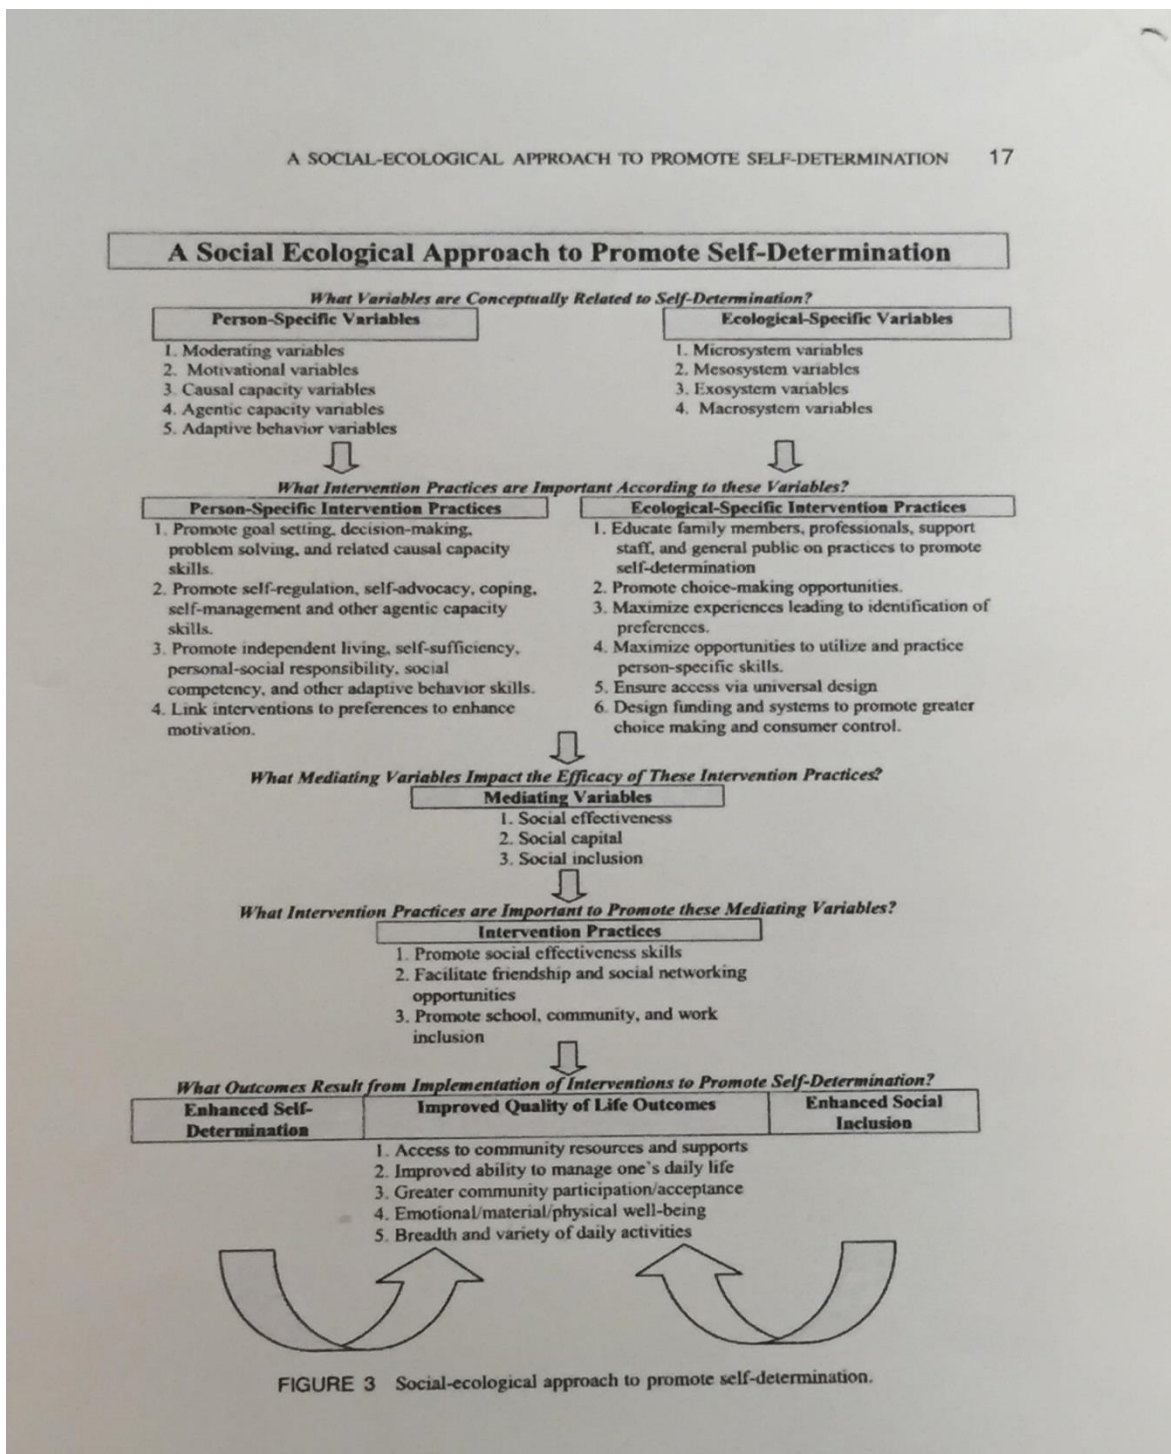 A SOCIAL-ECOLOGICAL APPROACH TO PROMOTE SELF-DETERMINATION 17
A Social Ecological Approach to Promote Self-Determination
What Variables are Conceptually Related to Self-Determination?
Person-Specific Variables
1. Moderating variables
2. Motivational variables
3. Causal capacity variables
4. Agentic capacity variables
5. Adaptive behavior variables
Ecological-Specific Variables
1. Microsystem variables
2. Mesosystem variables
3. Exosystem variables
4. Macrosystem variables
What Intervention Practices are Important According to these Variables?
Person-Specific Intervention Practices
1. Promote goal setting, decision-making,
problem solving, and related causal capacity
skills.
2. Promote self-regulation, self-advocacy, coping,
self-management and other agentic capacity
skills.
3. Promote independent living, self-sufficiency,
personal-social responsibility, social
competency, and other adaptive behavior skills.
4. Link interventions to preferences to enhance
motivation.
Ecological-Specific Intervention Practices
1. Educate family members, professionals, support
staff, and general public on practices to promote
self-determination
2. Promote choice-making opportunities.
3. Maximize experiences leading to identification of
preferences.
4. Maximize opportunities to utilize and practice
person-specific skills.
5. Ensure access via universal design
6. Design funding and systems to promote greater
choice making and consumer control.
What Mediating Variables Impact the Efficacy of These Intervention Practices?
Mediating Variables
1. Social effectiveness
2. Social capital
3. Social inclusion
What Intervention Practices are Important to Promote these Mediating Variables?
Intervention Practices
1. Promote social effectiveness skills
2. Facilitate friendship and social networking
opportunities
3. Promote school, community, and work
inclusion
What Outcomes Result from Implementation of Interventions to Promote Self-Determination?
Enhanced Self-
Determination
Improved Quality of Life Outcomes
Enhanced Social
Inclusion
1. Access to community resources and supports
2. Improved ability to manage one's daily life
3. Greater community participation/acceptance
4. Emotional/material/physical well-being
5. Breadth and variety of daily activities
FIGURE 3 Social-ecological approach to promote self-determination.